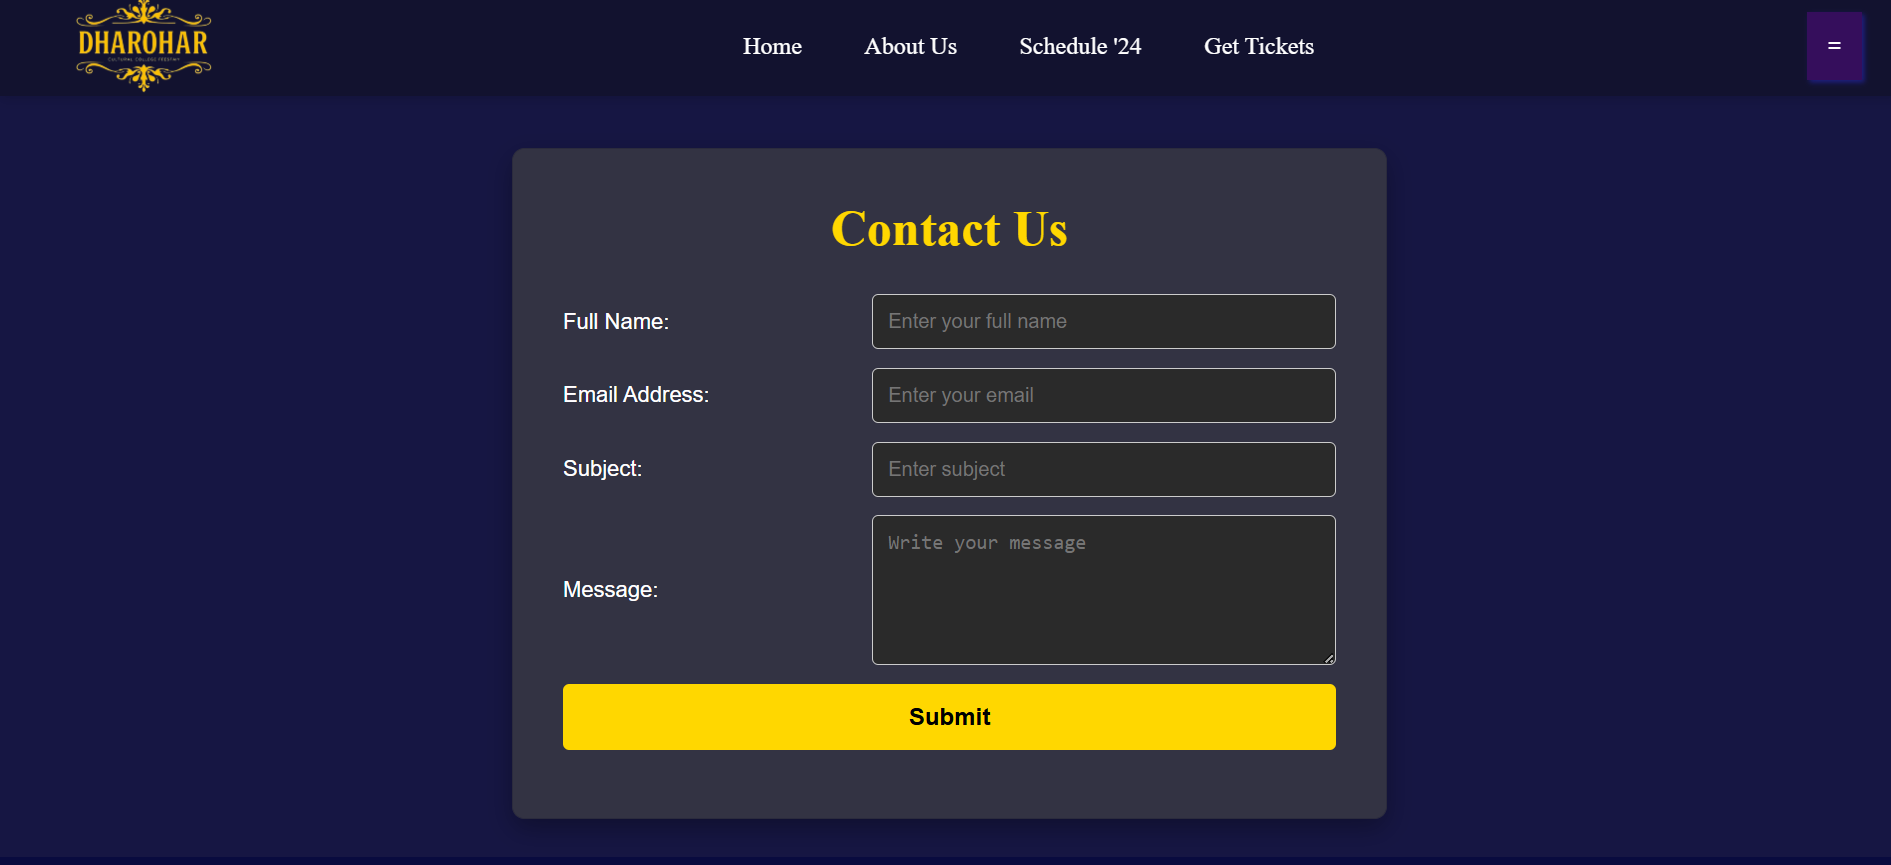 DHAROHAR
Home
About Us
Schedule '24
Get Tickets
=
Contact Us
Full Name:
Enter your full name
Email Address:
Enter your email
Subject:
Enter subject
Message:
Write your message
Submit